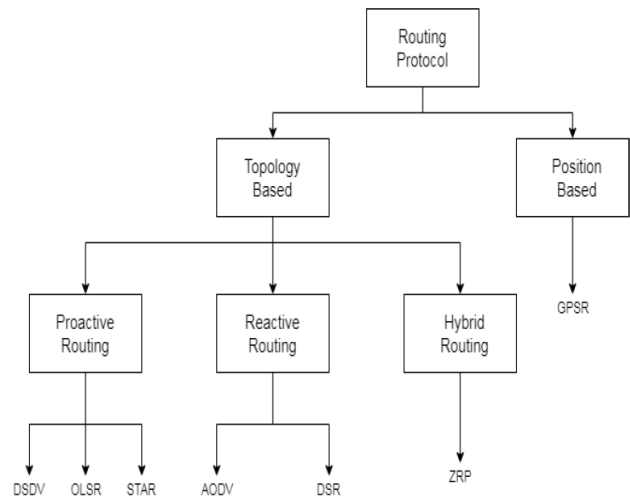 Routing
Protocol
Topology
Based
Position
Based
Proactive
Routing
Reactive
Routing
Hybrid
Routing
GPSR
DSDV
OLSR
STAR
AODV
DSR
ZRP